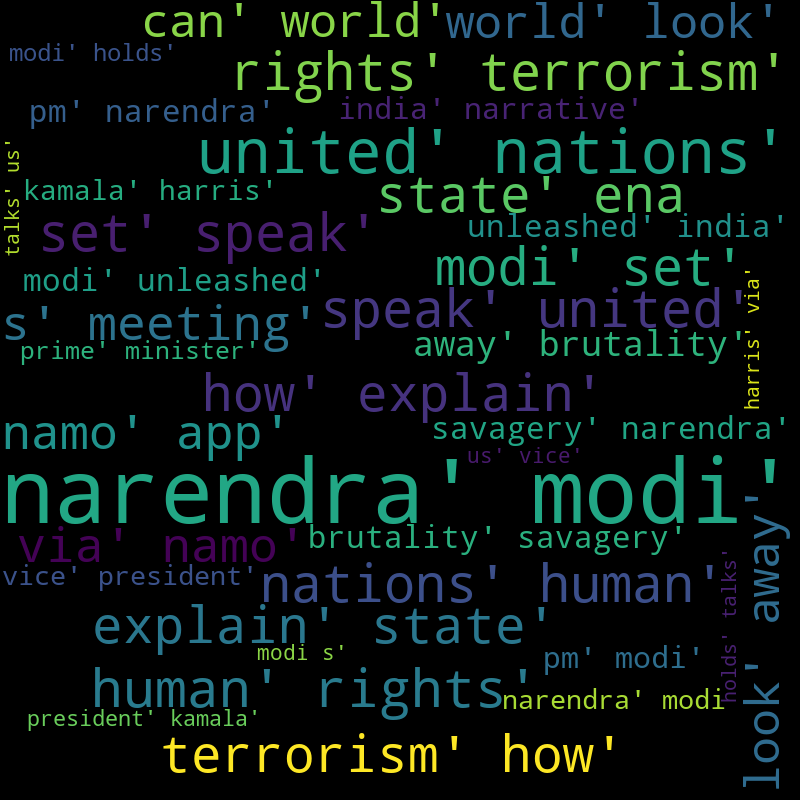 can' world'
world' look'
modi' holds'
rights' terrorism'
pm' narendra'
india' narrative'
united' nations'
talks' us'
kamala' harris'
state' ena
set' speak'
unleashed' india'
modi' set'
modi' unleashed'
speak' united'
s' meeting'
harris' via'
away' brutality'
prime' minister'
how' explain'
namo' app'
savagery' narendra'
us' vice'
narendra' modi'
via' namo'
brutality' savagery'
look' away'
vice' president'
nations' human'
holds' talks'
explain' state'
modi s'
pm' modi'
human' rights'
narendra' modi
president' kamala'
terrorism' how'